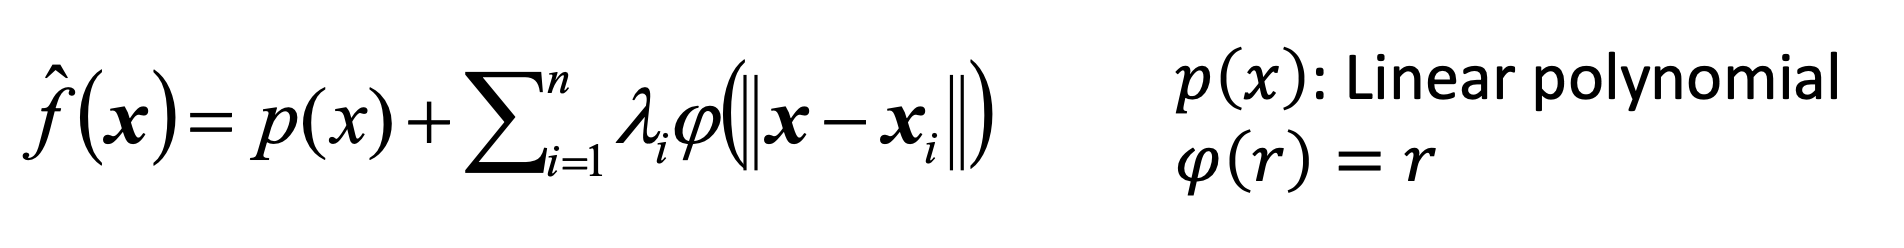 f̂(x) = p(x) + ∑ⁿᵢ₌₁ λᵢφ(‖x − xᵢ‖)
p(x): Linear polynomial
φ(r) = r